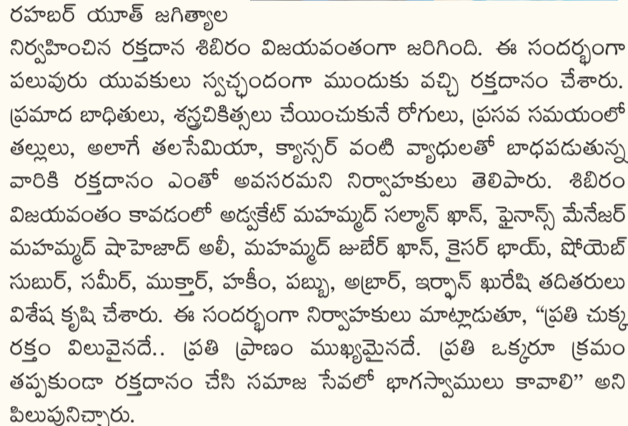 రహబర్ యూత్ జగిత్యాల
నిర్వహించిన రక్తదాన శిబిరం విజయవంతంగా జరిగింది. ఈ సందర్భంగా
పలువురు యువకులు స్వచ్ఛందంగా ముందుకు వచ్చి రక్తదానం చేశారు.
ప్రమాద బాధితులు, శస్త్రచికిత్సలు చేయించుకునే రోగులు, ప్రసవ సమయంలో
తల్లులు, అలాగే తలసేమియా, క్యాన్సర్ వంటి వ్యాధులతో బాధపడుతున్న
వారికి రక్తదానం ఎంతో అవసరమని నిర్వాహకులు తెలిపారు. శిబిరం
విజయవంతం కావడంలో అడ్వకేట్ మహమ్మద్ సల్మాన్ ఖాన్, ఫైనాన్స్ మేనేజర్
మహమ్మద్ షాహెజాద్ అలీ, మహమ్మద్ జుబేర్ ఖాన్, కైసర్ భాయ్, షోయెబ్
సుబుర్, సమీర్, ముక్తార్, హకీం, పబ్బు, అబ్రార్, ఇర్ఫాన్ ఖురేషి తదితరులు
విశేష కృషి చేశారు. ఈ సందర్భంగా నిర్వాహకులు మాట్లాడుతూ, “ప్రతి చుక్క
రక్తం విలువైనదే.. ప్రతి ప్రాణం ముఖ్యమైనదే. ప్రతి ఒక్కరూ క్రమం
తప్పకుండా రక్తదానం చేసి సమాజ సేవలో భాగస్వాములు కావాలి” అని
పిలుపునిచ్చారు.